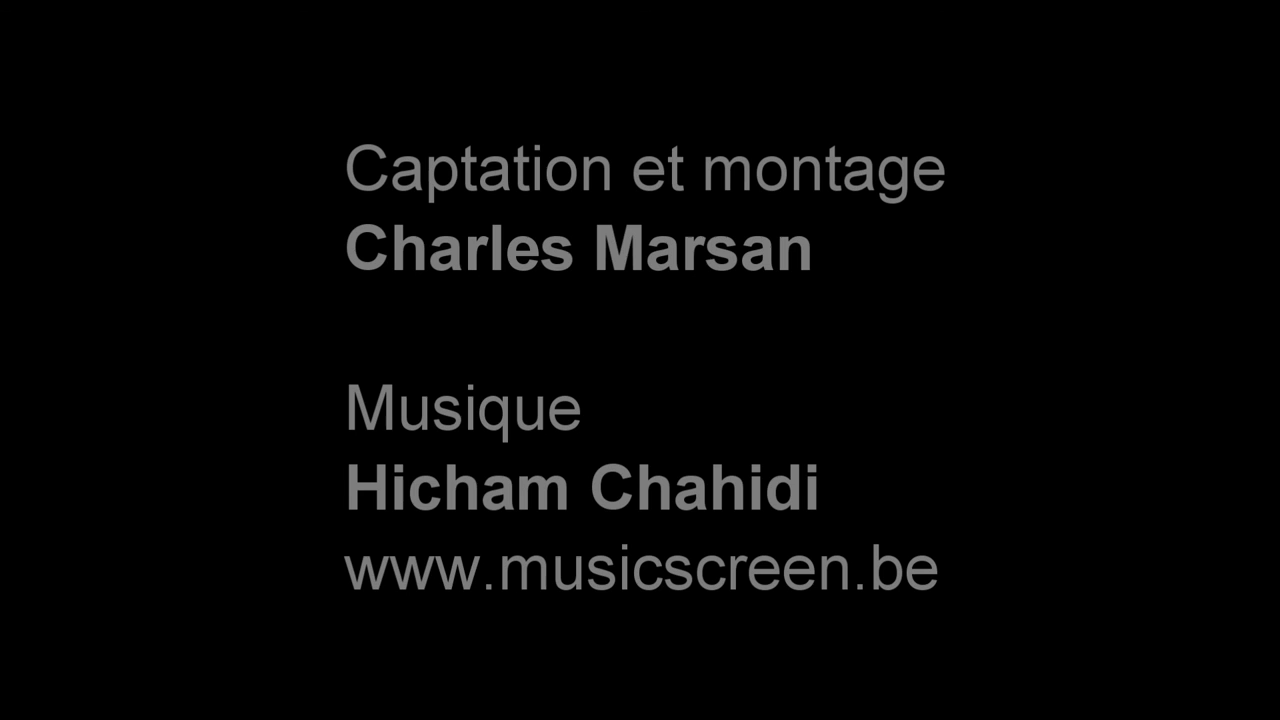 Captation et montage
Charles Marsan
Musique
Hicham Chahidi
www.musicscreen.be